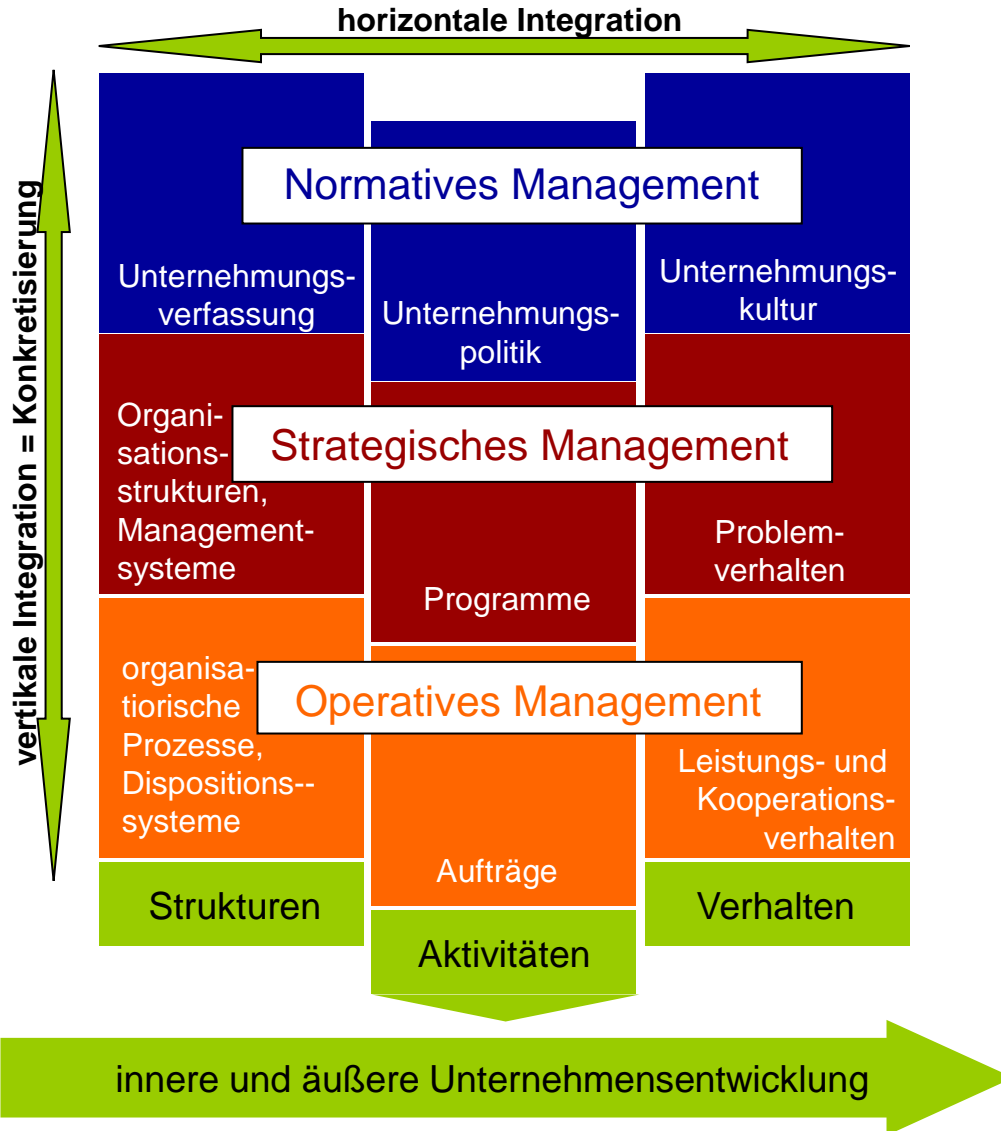 horizontale Integration
vertikale Integration = Konkretisierung
Normatives Management
Unternehmungs-
verfassung
Unternehmungs-
politik
Unternehmungs-
kultur
Strategisches Management
Organi-
sations-
strukturen,
Management-
systeme
Programme
Problem-
verhalten
Operatives Management
organisa-
tiorische
Prozesse,
Dispositions--
systeme
Aufträge
Leistungs- und
Kooperations-
verhalten
Strukturen
Aktivitäten
Verhalten
innere und äußere Unternehmensentwicklung